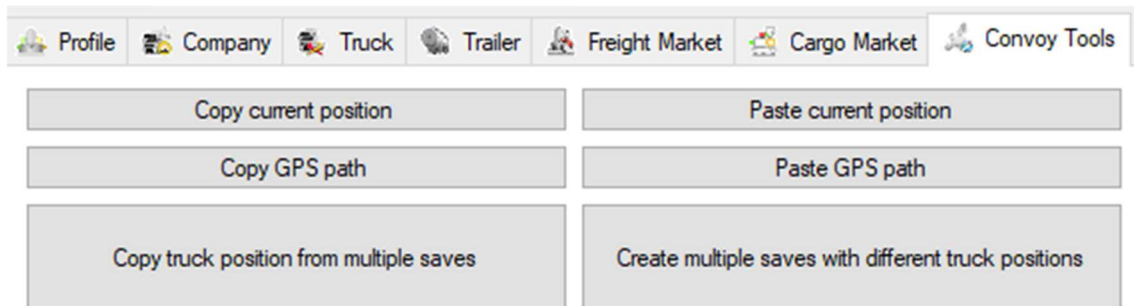 Profile
Company
Truck
Trailer
Freight Market
Cargo Market
Convoy Tools
Copy current position
Paste current position
Copy GPS path
Paste GPS path
Copy truck position from multiple saves
Create multiple saves with different truck positions